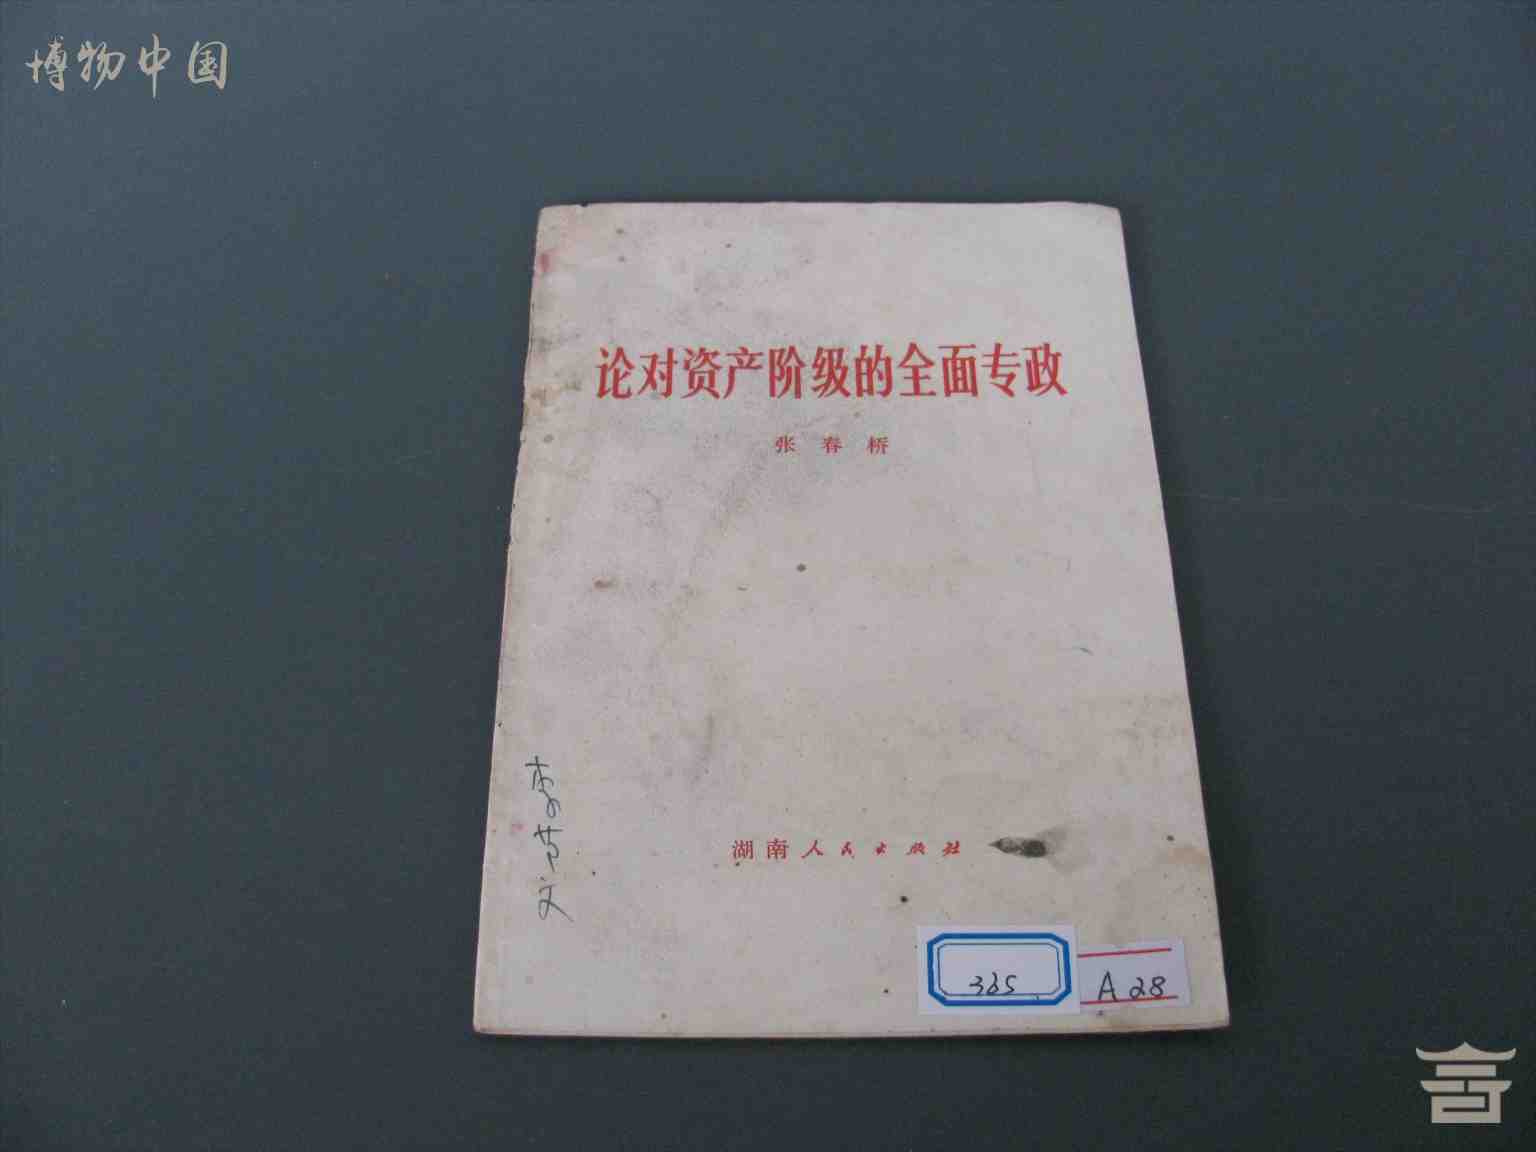 博物中国
论对资产阶级的全面专政
张春桥
湖南人民出版社
365
A28